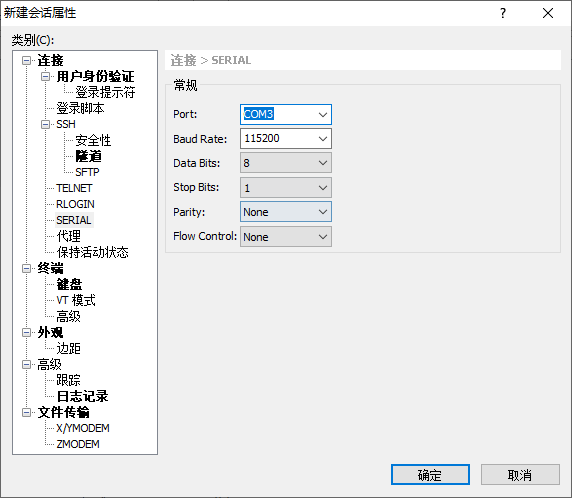 新建会话属性
类别(C):
连接
用户身份验证
登录提示符
登录脚本
SSH
安全性
隧道
SFTP
TELNET
RLOGIN
SERIAL
代理
保持活动状态
终端
键盘
VT 模式
高级
外观
边距
高级
跟踪
日志记录
文件传输
X/YMODEM
ZMODEM
连接 > SERIAL
常规
Port: COM3
Baud Rate: 115200
Data Bits: 8
Stop Bits: 1
Parity: None
Flow Control: None
确定
取消